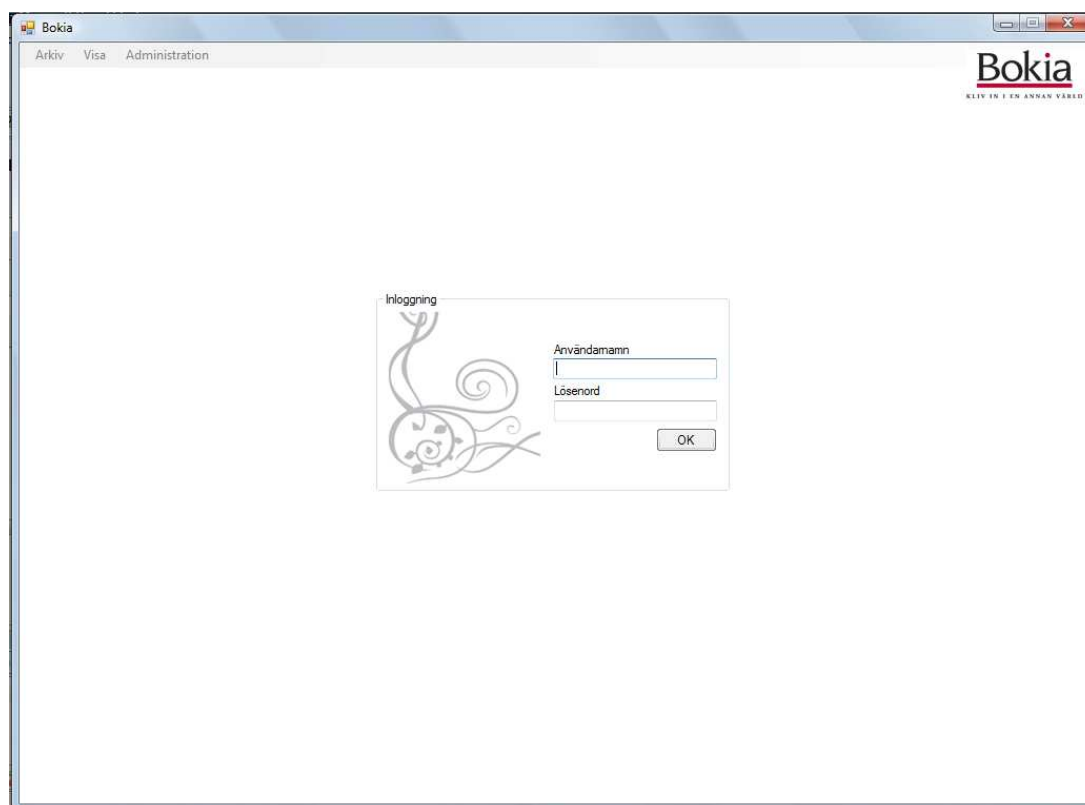 Bokia
Arkiv Visa Administration
Bokia
KLIV IN I EN ANNAN VÄRLD
Inloggning
Användarnamn
Lösenord
OK